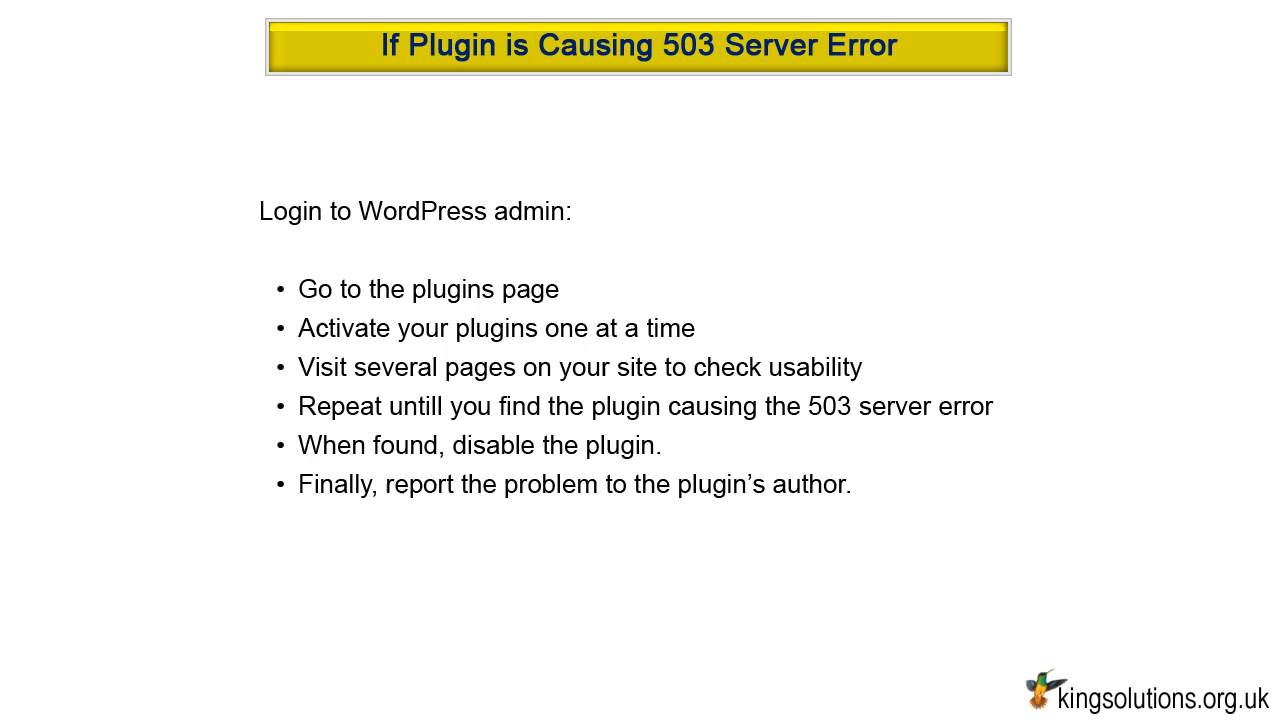 If Plugin is Causing 503 Server Error
Login to WordPress admin:
• Go to the plugins page
• Activate your plugins one at a time
• Visit several pages on your site to check usability
• Repeat untill you find the plugin causing the 503 server error
• When found, disable the plugin.
• Finally, report the problem to the plugin’s author.
kingsolutions.org.uk